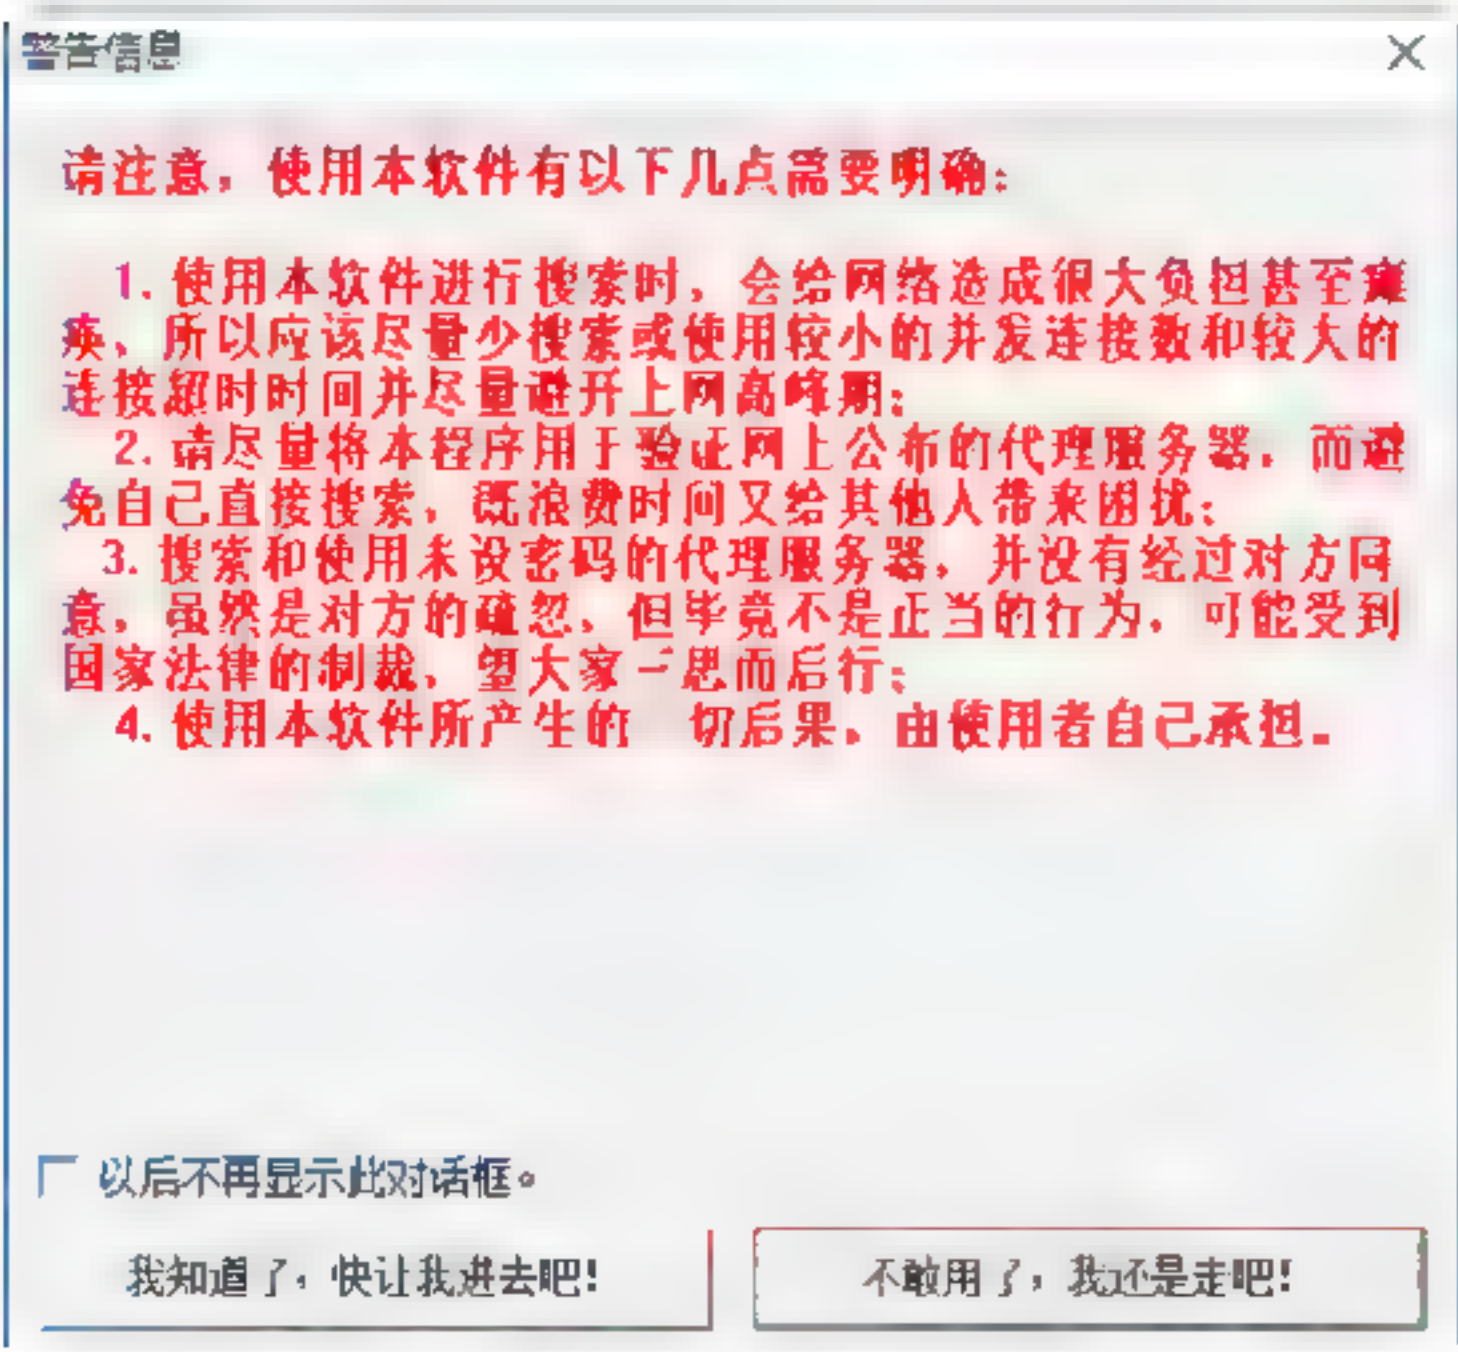 警告信息
请注意，使用本软件有以下几点需要明确：
1. 使用本软件进行搜索时，会给网络造成很大负担甚至瘫
痪，所以应该尽量少搜索或使用较小的并发连接数和较大的
连接超时时间并尽量避开上网高峰期；
2. 请尽量将本程序用于验证网上公布的代理服务器，而避
免自己直接搜索，既浪费时间又给其他人带来困扰；
3. 搜索和使用未设密码的代理服务器，并没有经过对方同
意，虽然是对方的疏忽，但毕竟不是正当的行为，可能受到
国家法律的制裁，望大家三思而后行；
4. 使用本软件所产生的一切后果，由使用者自己承担。
以后不再显示此对话框。
我知道了，快让我进去吧！
不敢用了，我还是走吧！